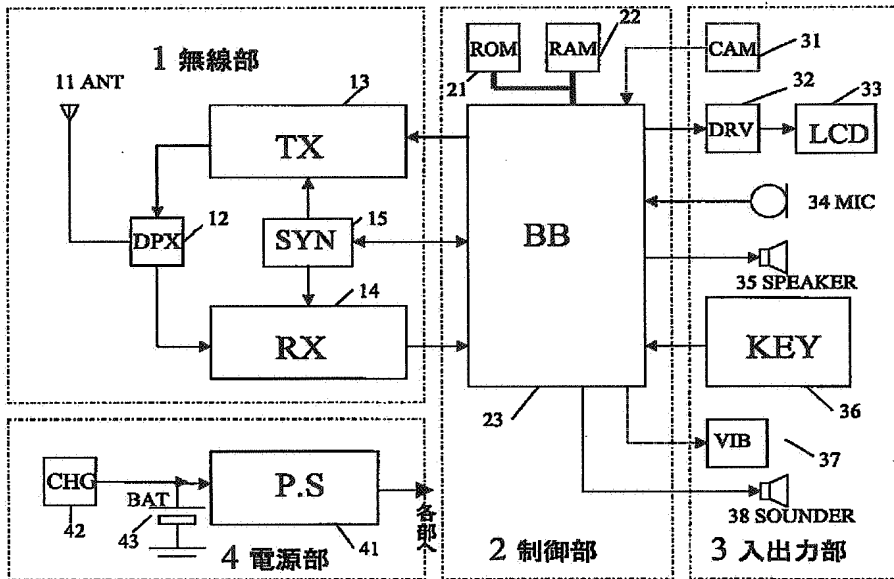 1 無線部
11 ANT
13
TX
12
DPX
15
SYN
14
RX
ROM
21
RAM
22
BB
23
2 制御部
CAM
31
32
DRV
33
LCD
34 MIC
35 SPEAKER
KEY
36
VIB
37
38 SOUNDER
3 入出力部
CHG
42
BAT
43
P.S
41
各部へ
4 電源部